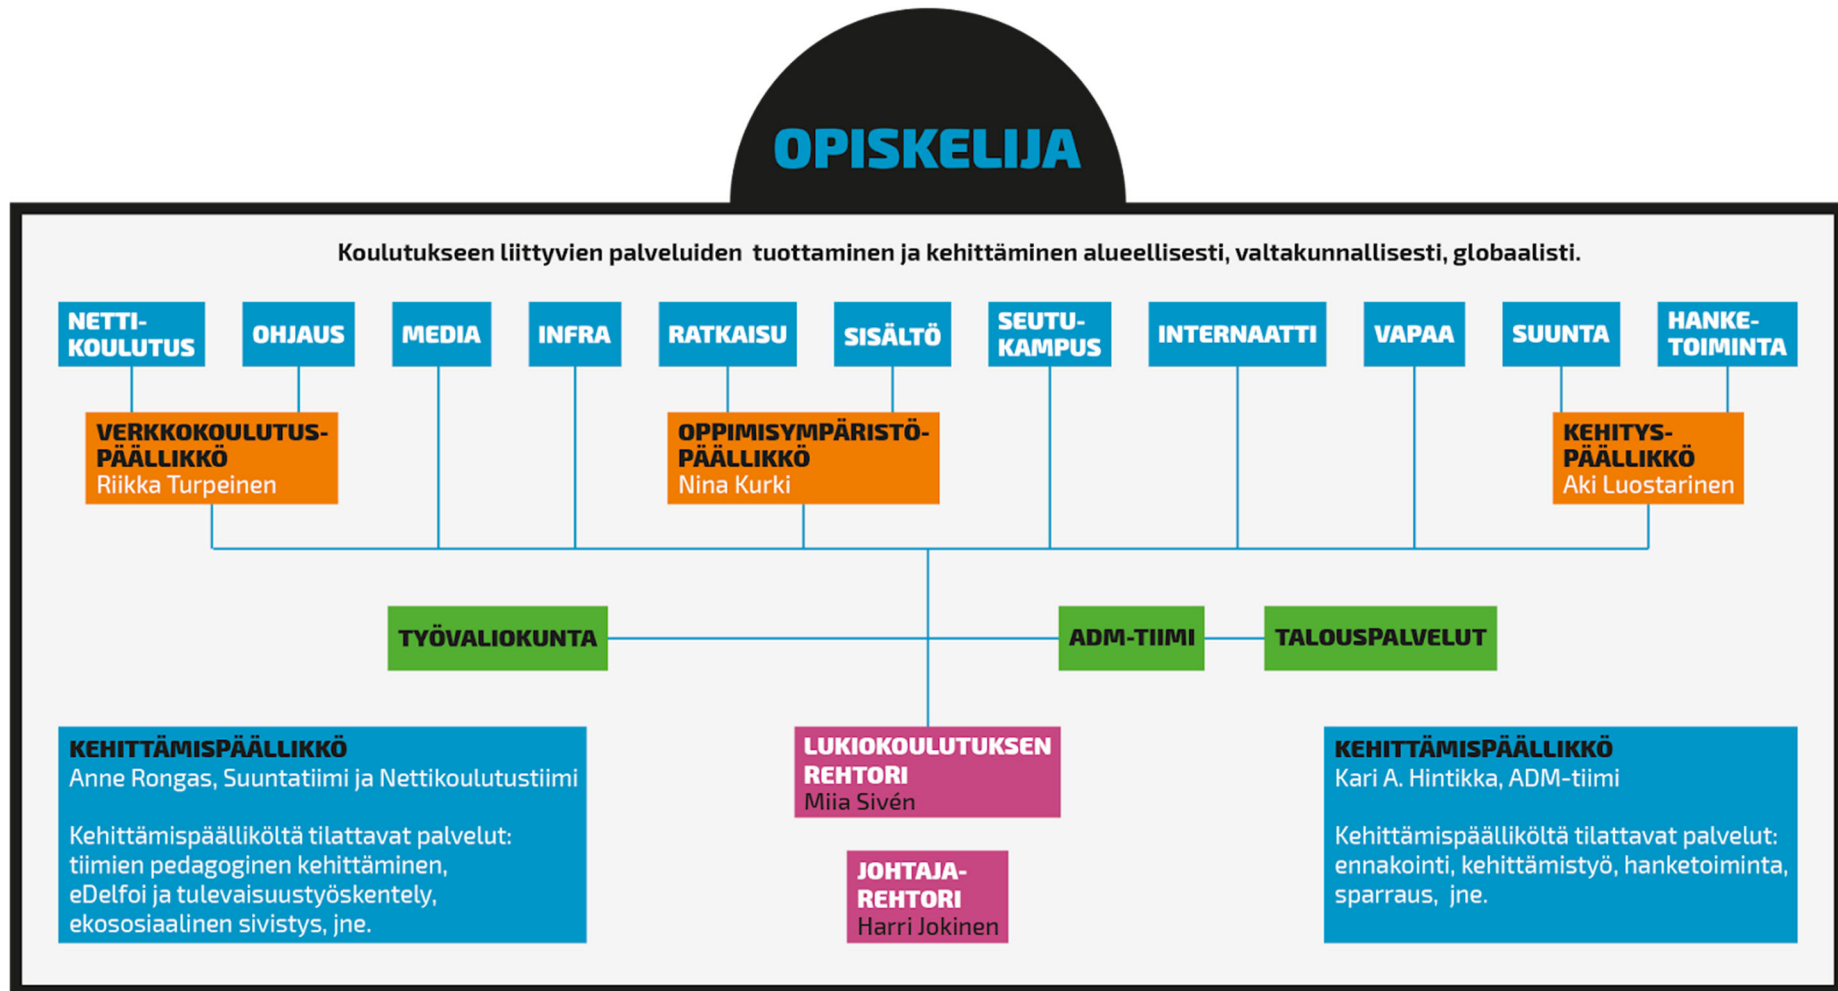 OPISKELIJA
Koulutukseen liittyvien palveluiden tuottaminen ja kehittäminen alueellisesti, valtakunnallisesti, globaalisti.
NETTI-
KOULUTUS
OHJAUS
MEDIA
INFRA
RATKAISU
SISÄLTÖ
SEUTU-
KAMPUS
INTERNAATTI
VAPAA
SUUNTA
HANKE-
TOIMINTA
VERKKOKOULUTUS-
PÄÄLLIKKÖ
Riikka Turpeinen
OPPIMISYMPÄRISTÖ-
PÄÄLLIKKÖ
Nina Kurki
KEHITYS-
PÄÄLLIKKÖ
Aki Luostarinen
TYÖVALIOKUNTA
ADM-TIIMI
TALOUSPALVELUT
KEHITTÄMISPÄÄLLIKKÖ
Anne Rongas, Suuntatiimi ja Nettikoulutustiimi
Kehittämispäälliköltä tilattavat palvelut:
tiimien pedagoginen kehittäminen,
eDelfoi ja tulevaisuustyöskentely,
ekososiaalinen sivistys, jne.
LUKIOKOULUTUKSEN
REHTORI
Miia Sivén
JOHTAJA-
REHTORI
Harri Jokinen
KEHITTÄMISPÄÄLLIKKÖ
Kari A. Hintikka, ADM-tiimi
Kehittämispäälliköltä tilattavat palvelut:
ennakointi, kehittämistyö, hanketoiminta,
sparraus, jne.